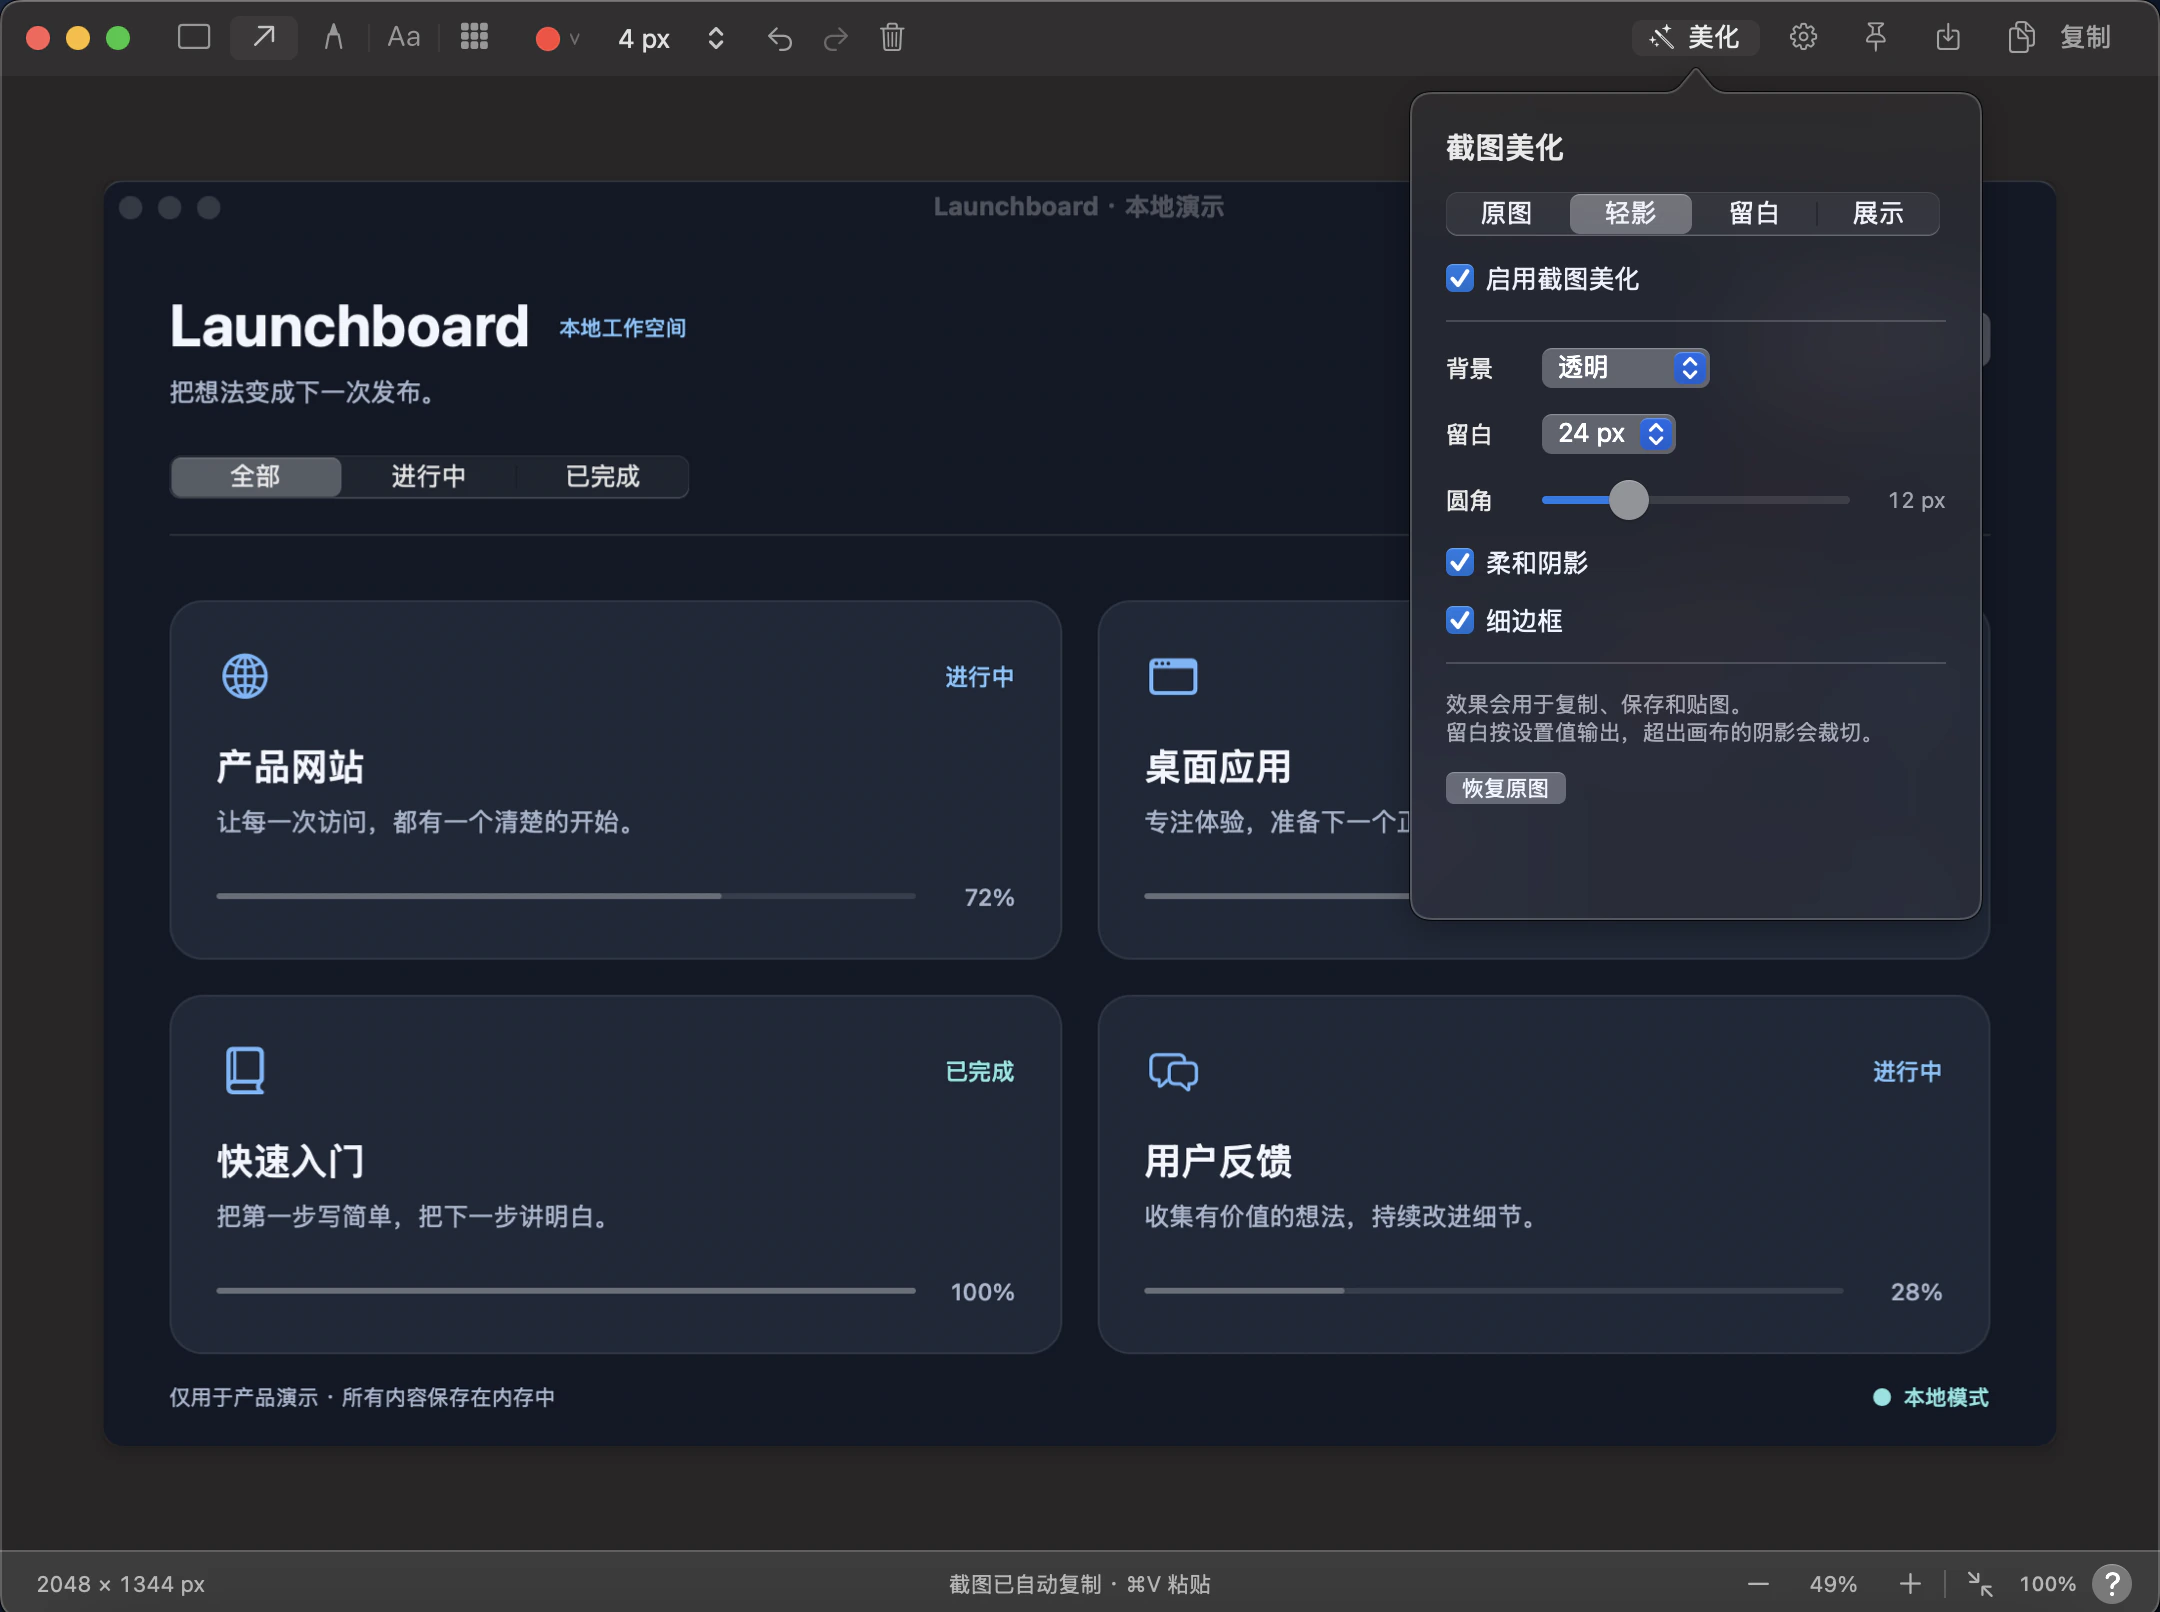 Aa
4 px
美化
复制
截图美化
原图 轻影 留白 展示
启用截图美化
背景 透明
留白 24 px
圆角 12 px
柔和阴影
细边框
效果会用于复制、保存和贴图。
留白按设置值输出，超出画布的阴影会裁切。
恢复原图
Launchboard · 本地演示
Launchboard 本地工作空间
把想法变成下一次发布。
全部 进行中 已完成
进行中
产品网站
让每一次访问，都有一个清楚的开始。
72%
桌面应用
专注体验，准备下一个
已完成
快速入门
把第一步写简单，把下一步讲明白。
100%
进行中
用户反馈
收集有价值的想法，持续改进细节。
28%
仅用于产品演示 · 所有内容保存在内存中
本地模式
2048 × 1344 px
截图已自动复制 · ⌘V 粘贴
49%
100%
?